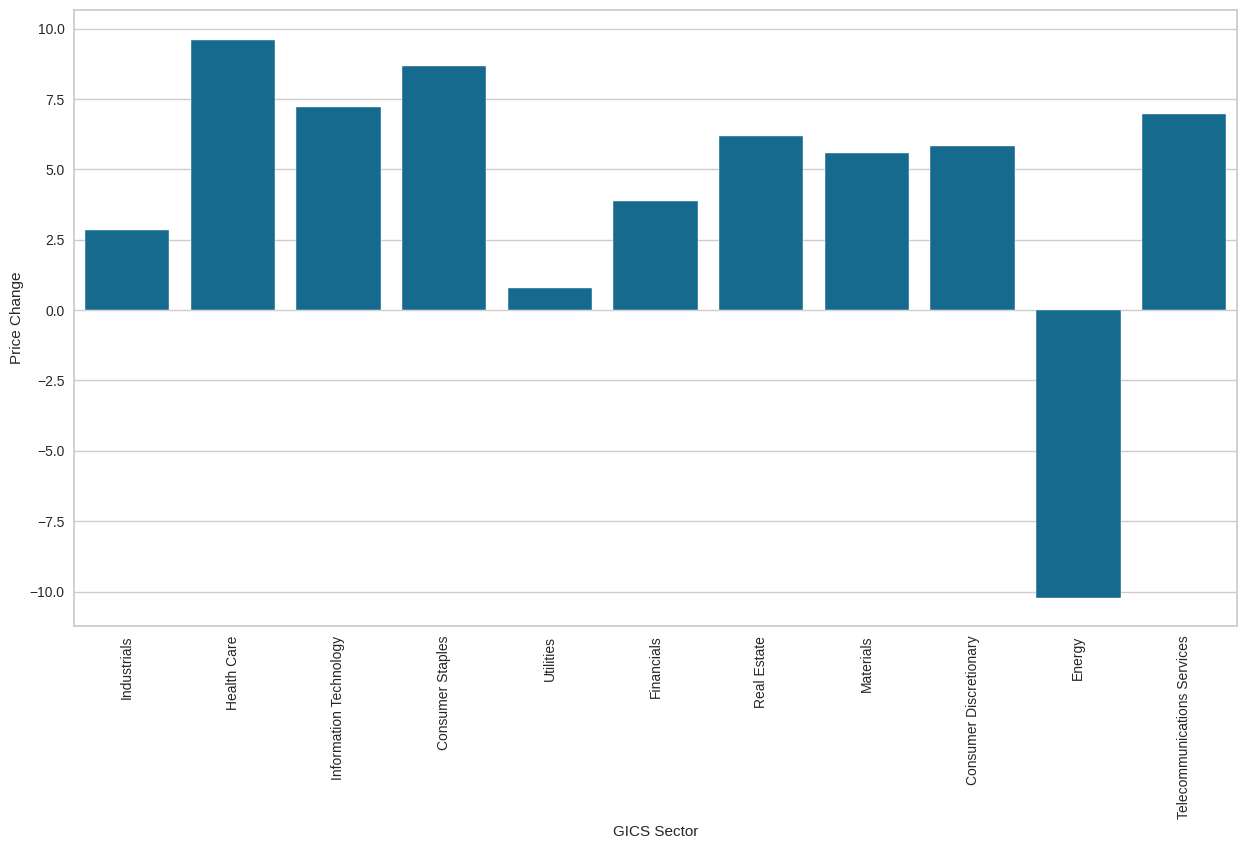 10.0
7.5
5.0
2.5
0.0
−2.5
−5.0
−7.5
−10.0
Price Change
Industrials
Health Care
Information Technology
Consumer Staples
Utilities
Financials
Real Estate
Materials
Consumer Discretionary
Energy
Telecommunications Services
GICS Sector